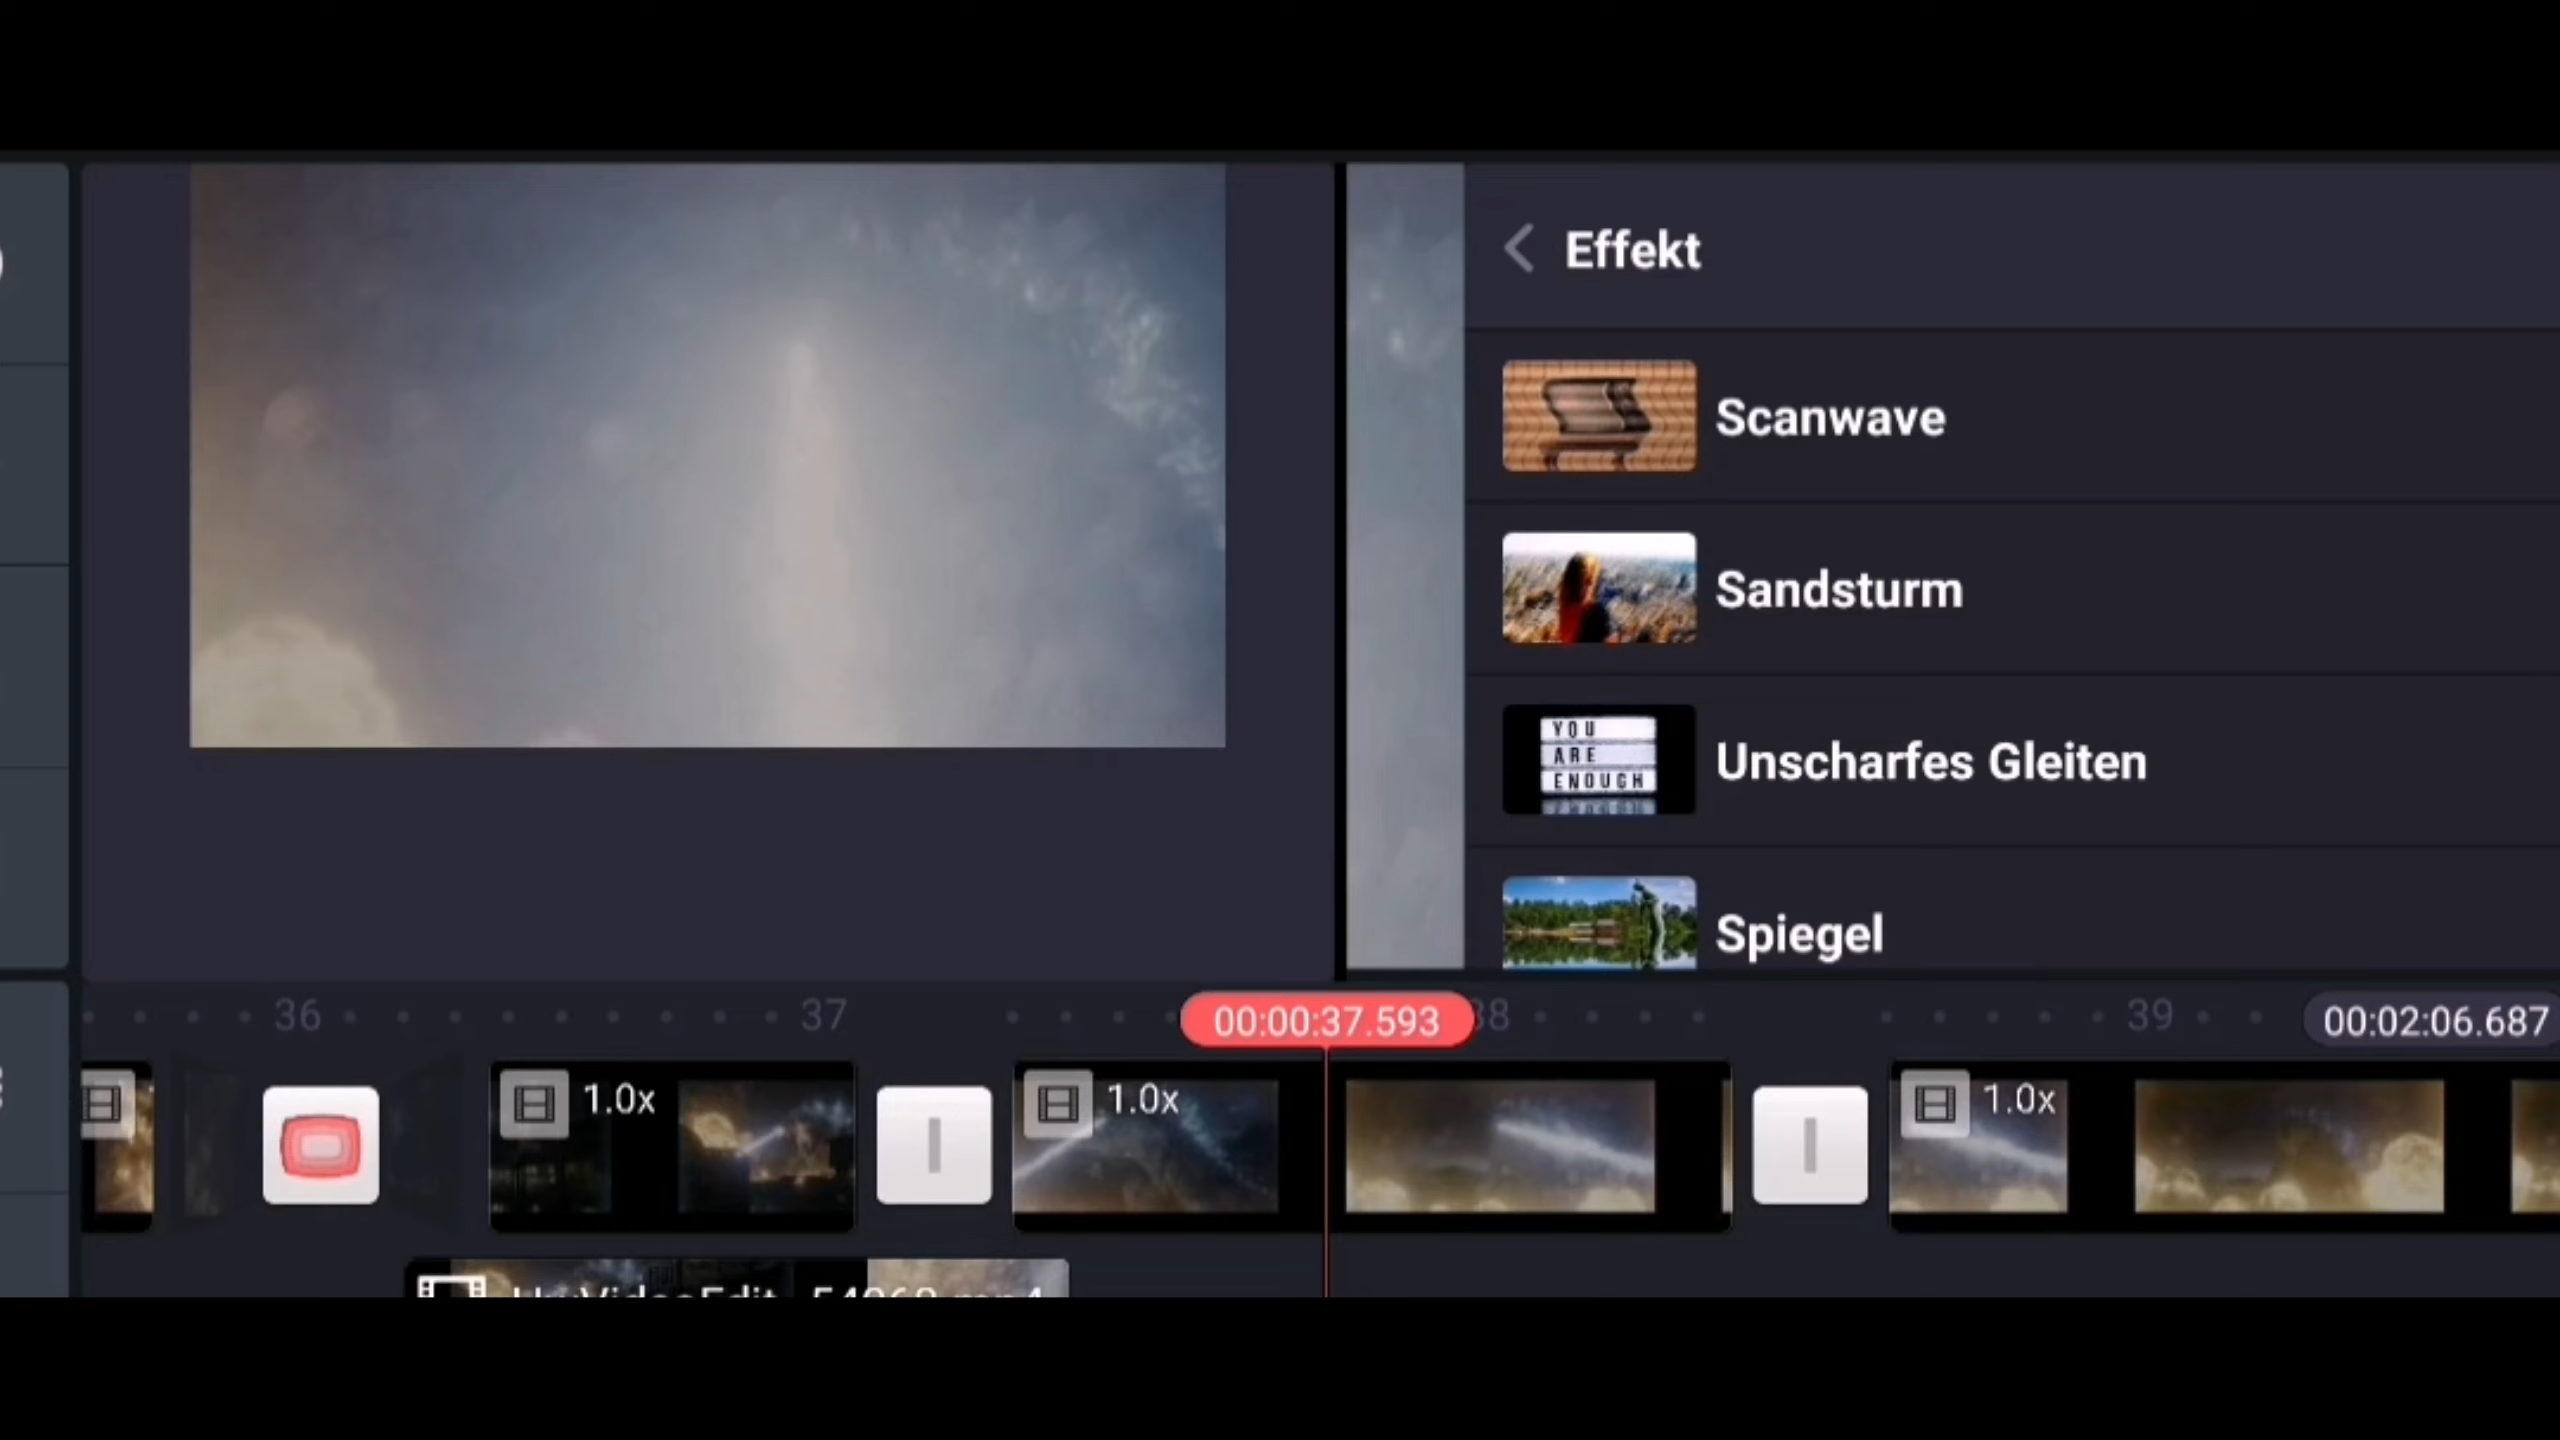 Effekt
Scanwave
Sandsturm
YOU
ARE
ENOUGH
Unscharfes Gleiten
Spiegel
36
37
00:00:37.593
38
39
00:02:06.687
1.0x
1.0x
1.0x